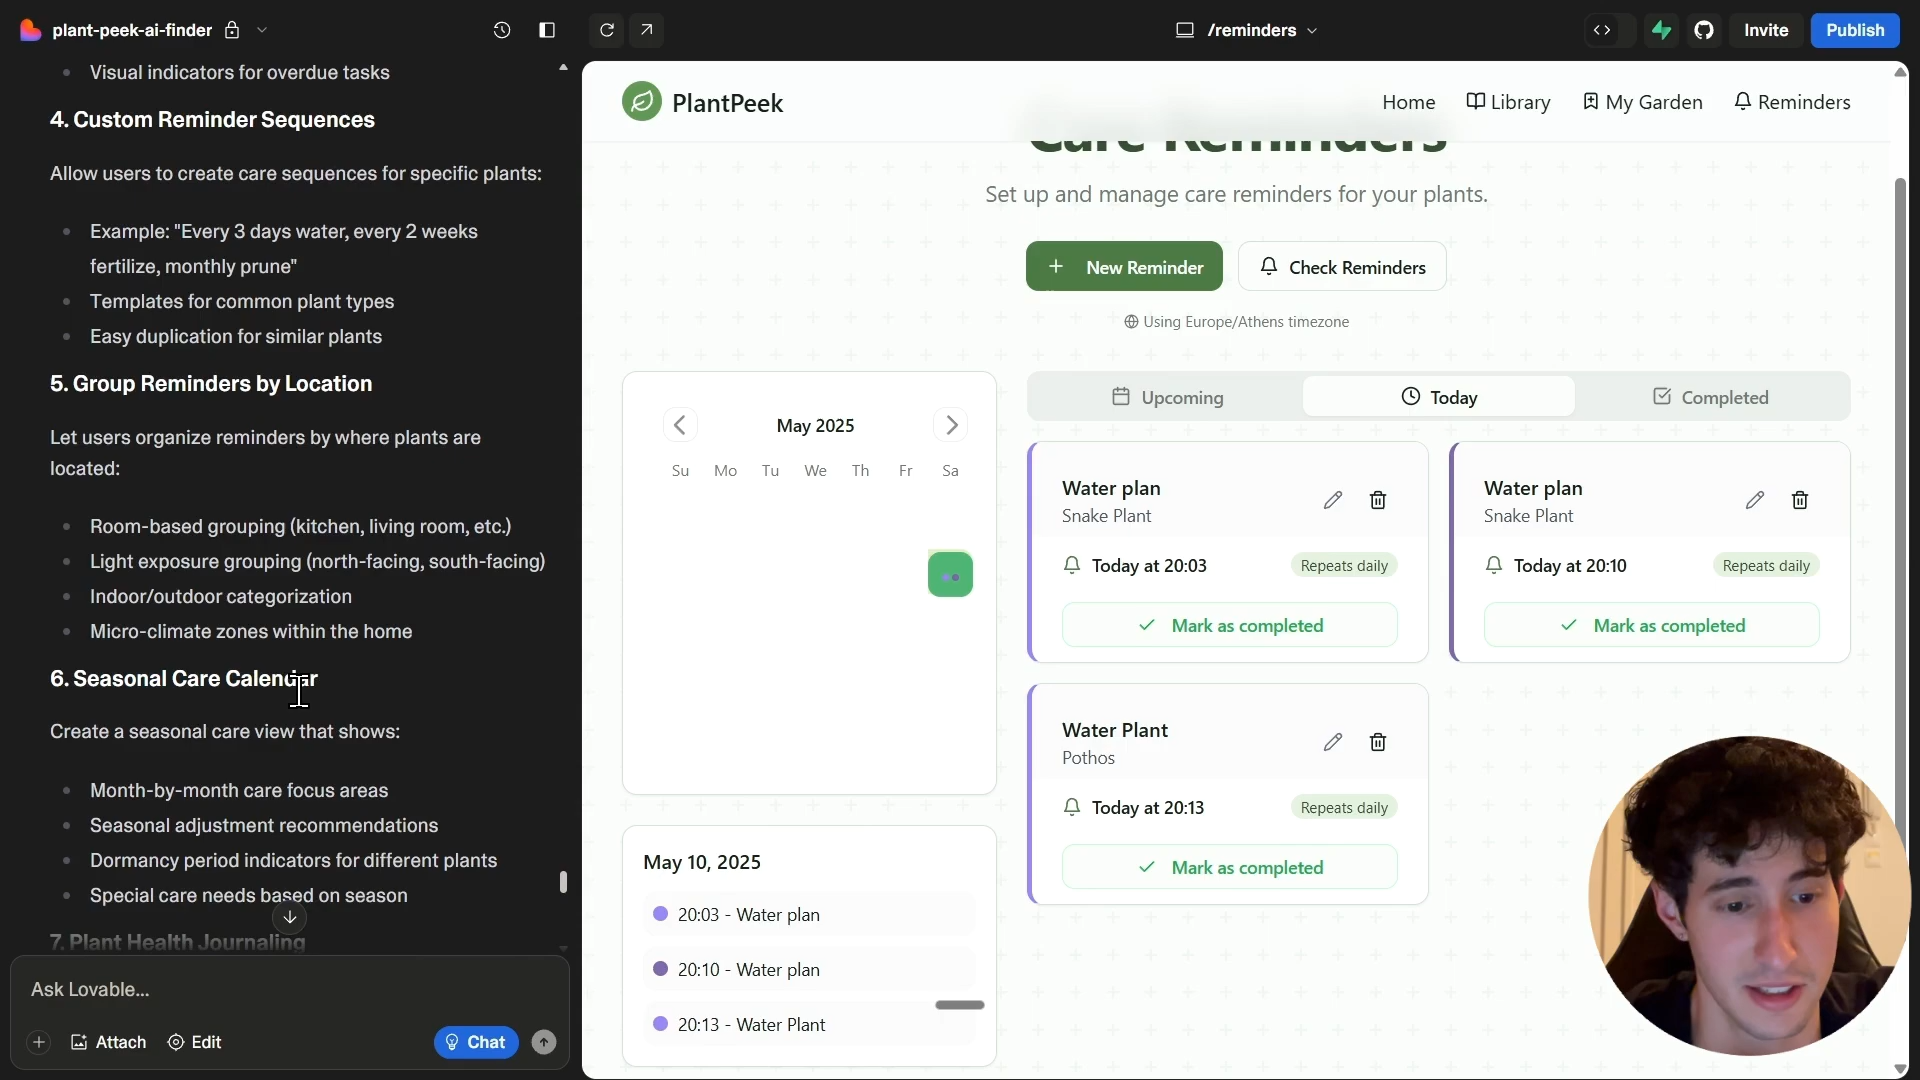 plant-peek-ai-finder
/reminders
Invite
Publish
Visual indicators for overdue tasks
4. Custom Reminder Sequences
Allow users to create care sequences for specific plants:
Example: "Every 3 days water, every 2 weeks
fertilize, monthly prune"
Templates for common plant types
Easy duplication for similar plants
5. Group Reminders by Location
Let users organize reminders by where plants are
located:
Room-based grouping (kitchen, living room, etc.)
Light exposure grouping (north-facing, south-facing)
Indoor/outdoor categorization
Micro-climate zones within the home
6. Seasonal Care Calendar
Create a seasonal care view that shows:
Month-by-month care focus areas
Seasonal adjustment recommendations
Dormancy period indicators for different plants
Special care needs based on season
7. Plant Health Journaling
Ask Lovable...
Attach
Edit
Chat
PlantPeek
Home
Library
My Garden
Reminders
Care Reminders
Set up and manage care reminders for your plants.
New Reminder
Check Reminders
Using Europe/Athens timezone
May 2025
Su Mo Tu We Th Fr Sa
May 10, 2025
20:03 - Water plan
20:10 - Water plan
20:13 - Water Plant
Upcoming
Today
Completed
Water plan
Snake Plant
Today at 20:03
Repeats daily
Mark as completed
Water plan
Snake Plant
Today at 20:10
Repeats daily
Mark as completed
Water Plant
Pothos
Today at 20:13
Repeats daily
Mark as completed